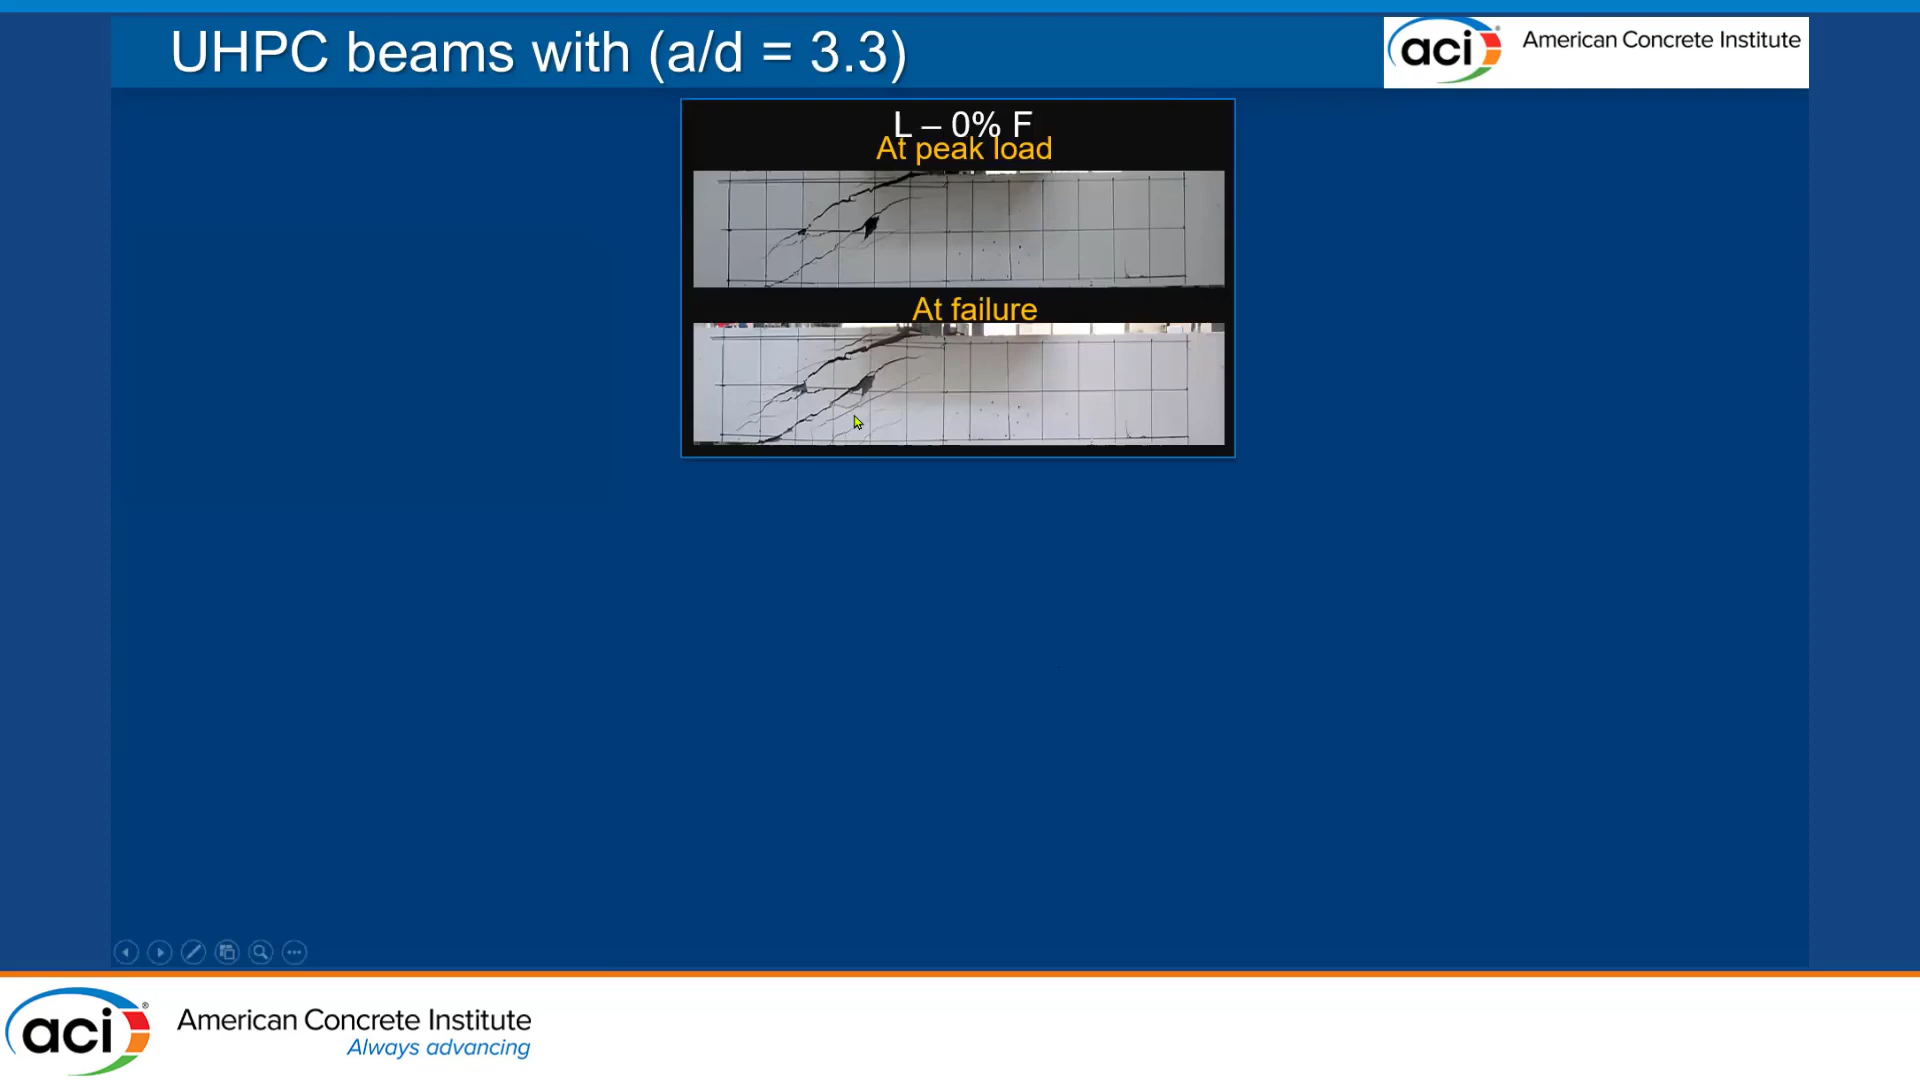 UHPC beams with (a/d = 3.3)
aci American Concrete Institute
L – 0% F
At peak load
At failure
aci® American Concrete Institute
Always advancing